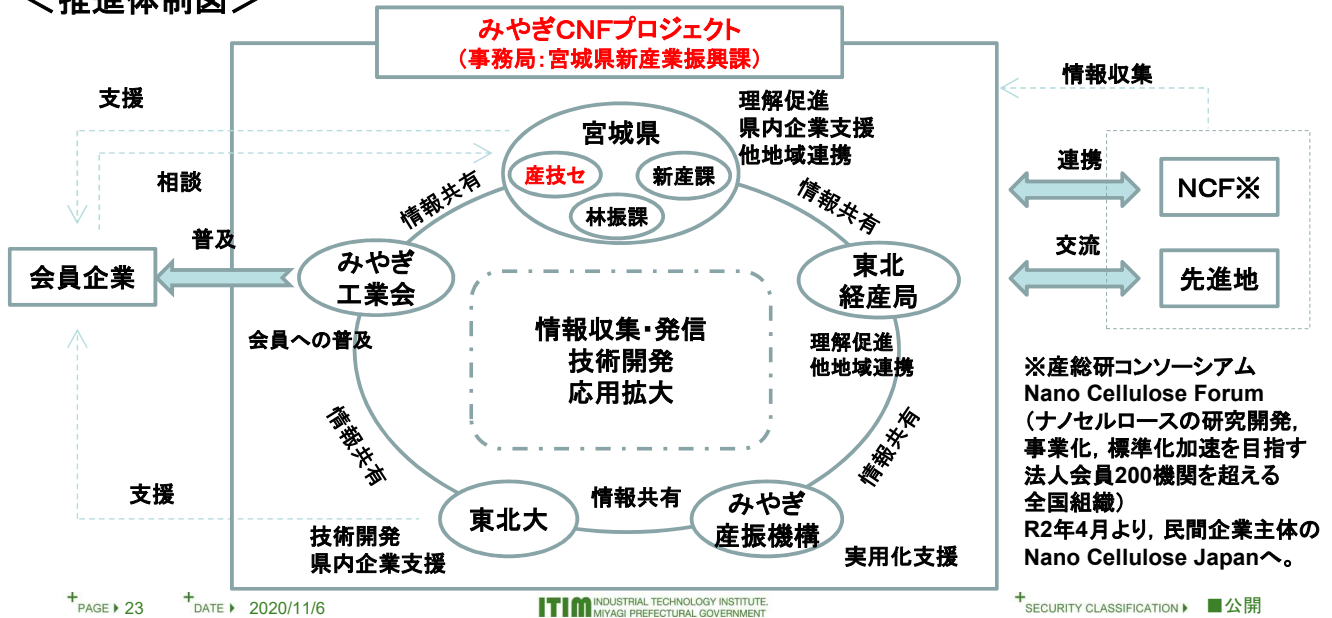 <推進体制図>
みやぎCNFプロジェクト
(事務局:宮城県新産業振興課)
支援
相談
宮城県
産技セ
新産課
林振課
理解促進
県内企業支援
他地域連携
情報収集
連携
NCF※
交流
先進地
情報共有
情報共有
普及
会員企業
みやぎ
工業会
会員への普及
東北
経産局
理解促進
他地域連携
情報収集・発信
技術開発
応用拡大
情報共有
情報共有
※産総研コンソーシアム
Nano Cellulose Forum
(ナノセルロースの研究開発,
事業化,標準化加速を目指す
法人会員200機関を超える
全国組織)
R2年4月より,民間企業主体の
Nano Cellulose Japanへ。
支援
東北大
情報共有
みやぎ
産振機構
技術開発
県内企業支援
実用化支援
PAGE 23
DATE 2020/11/6
ITIM INDUSTRIAL TECHNOLOGY INSTITUTE.
MIYAGI PREFECTURAL GOVERNMENT
SECURITY CLASSIFICATION ■公開